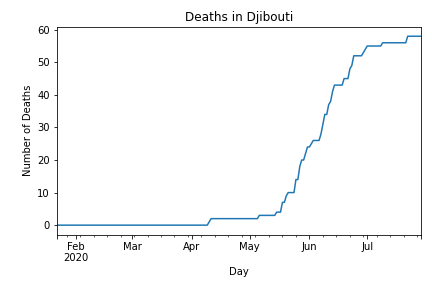 Deaths in Djibouti
60
50
40
30
20
10
0
Number of Deaths
Feb
2020
Mar
Apr
May
Jun
Jul
Day